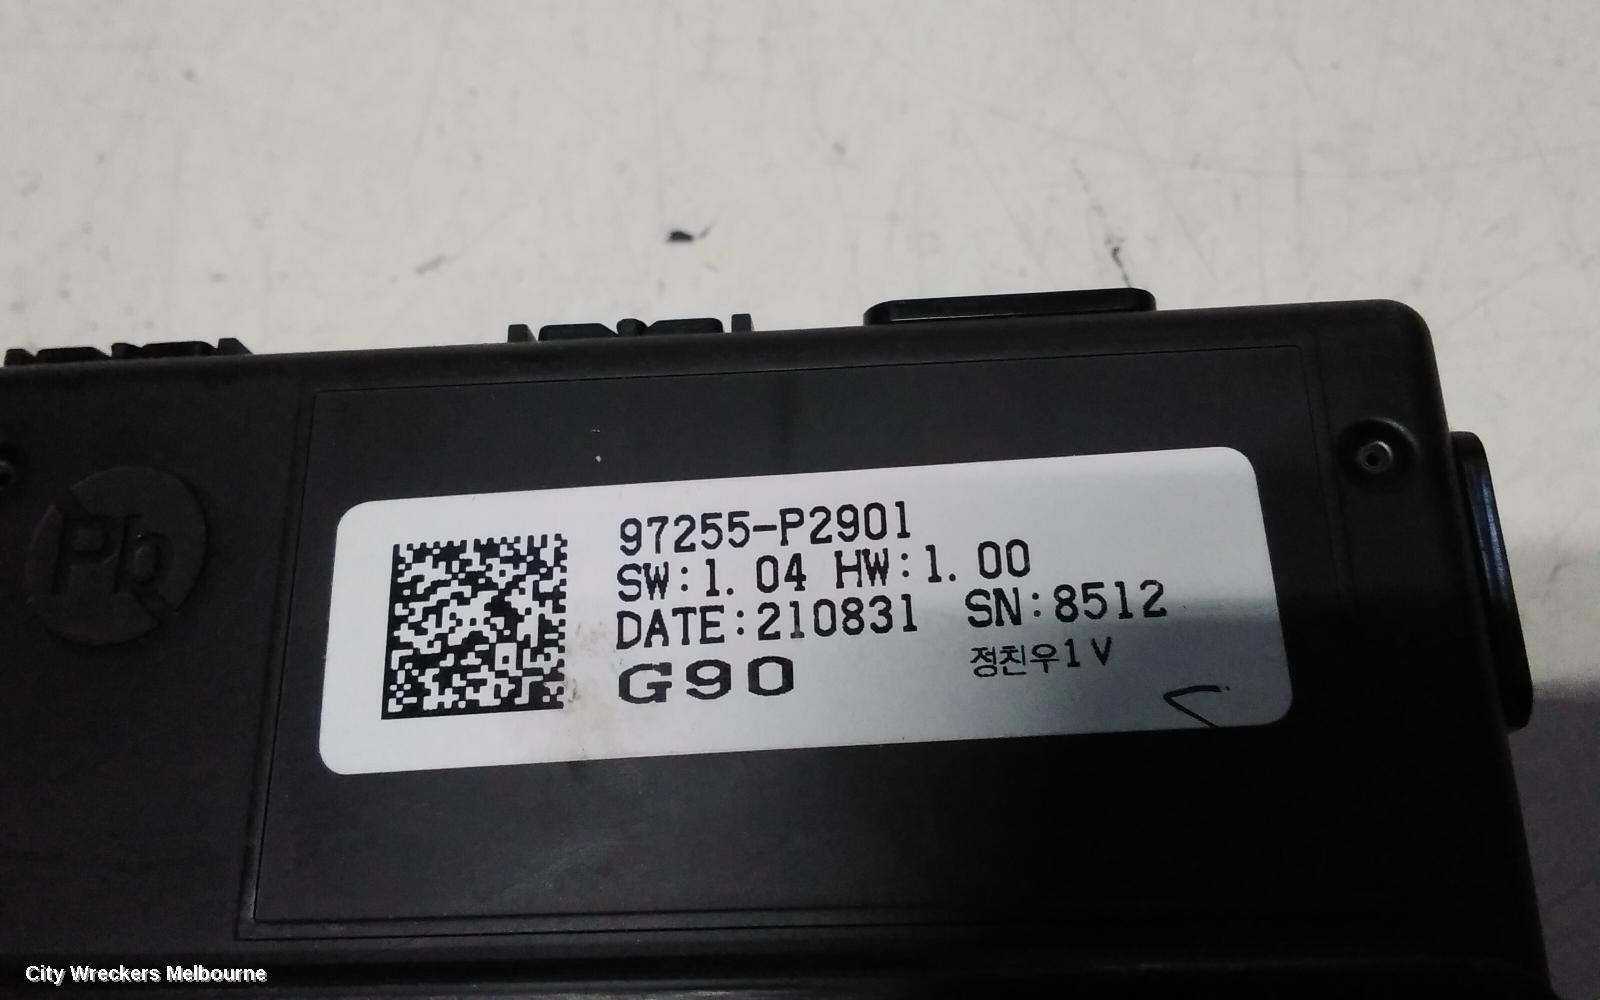 Pb
97255-P2901
SW:1.04 HW:1.00
DATE:210831 SN:8512
G90 정친우1V
City Wreckers Melbourne